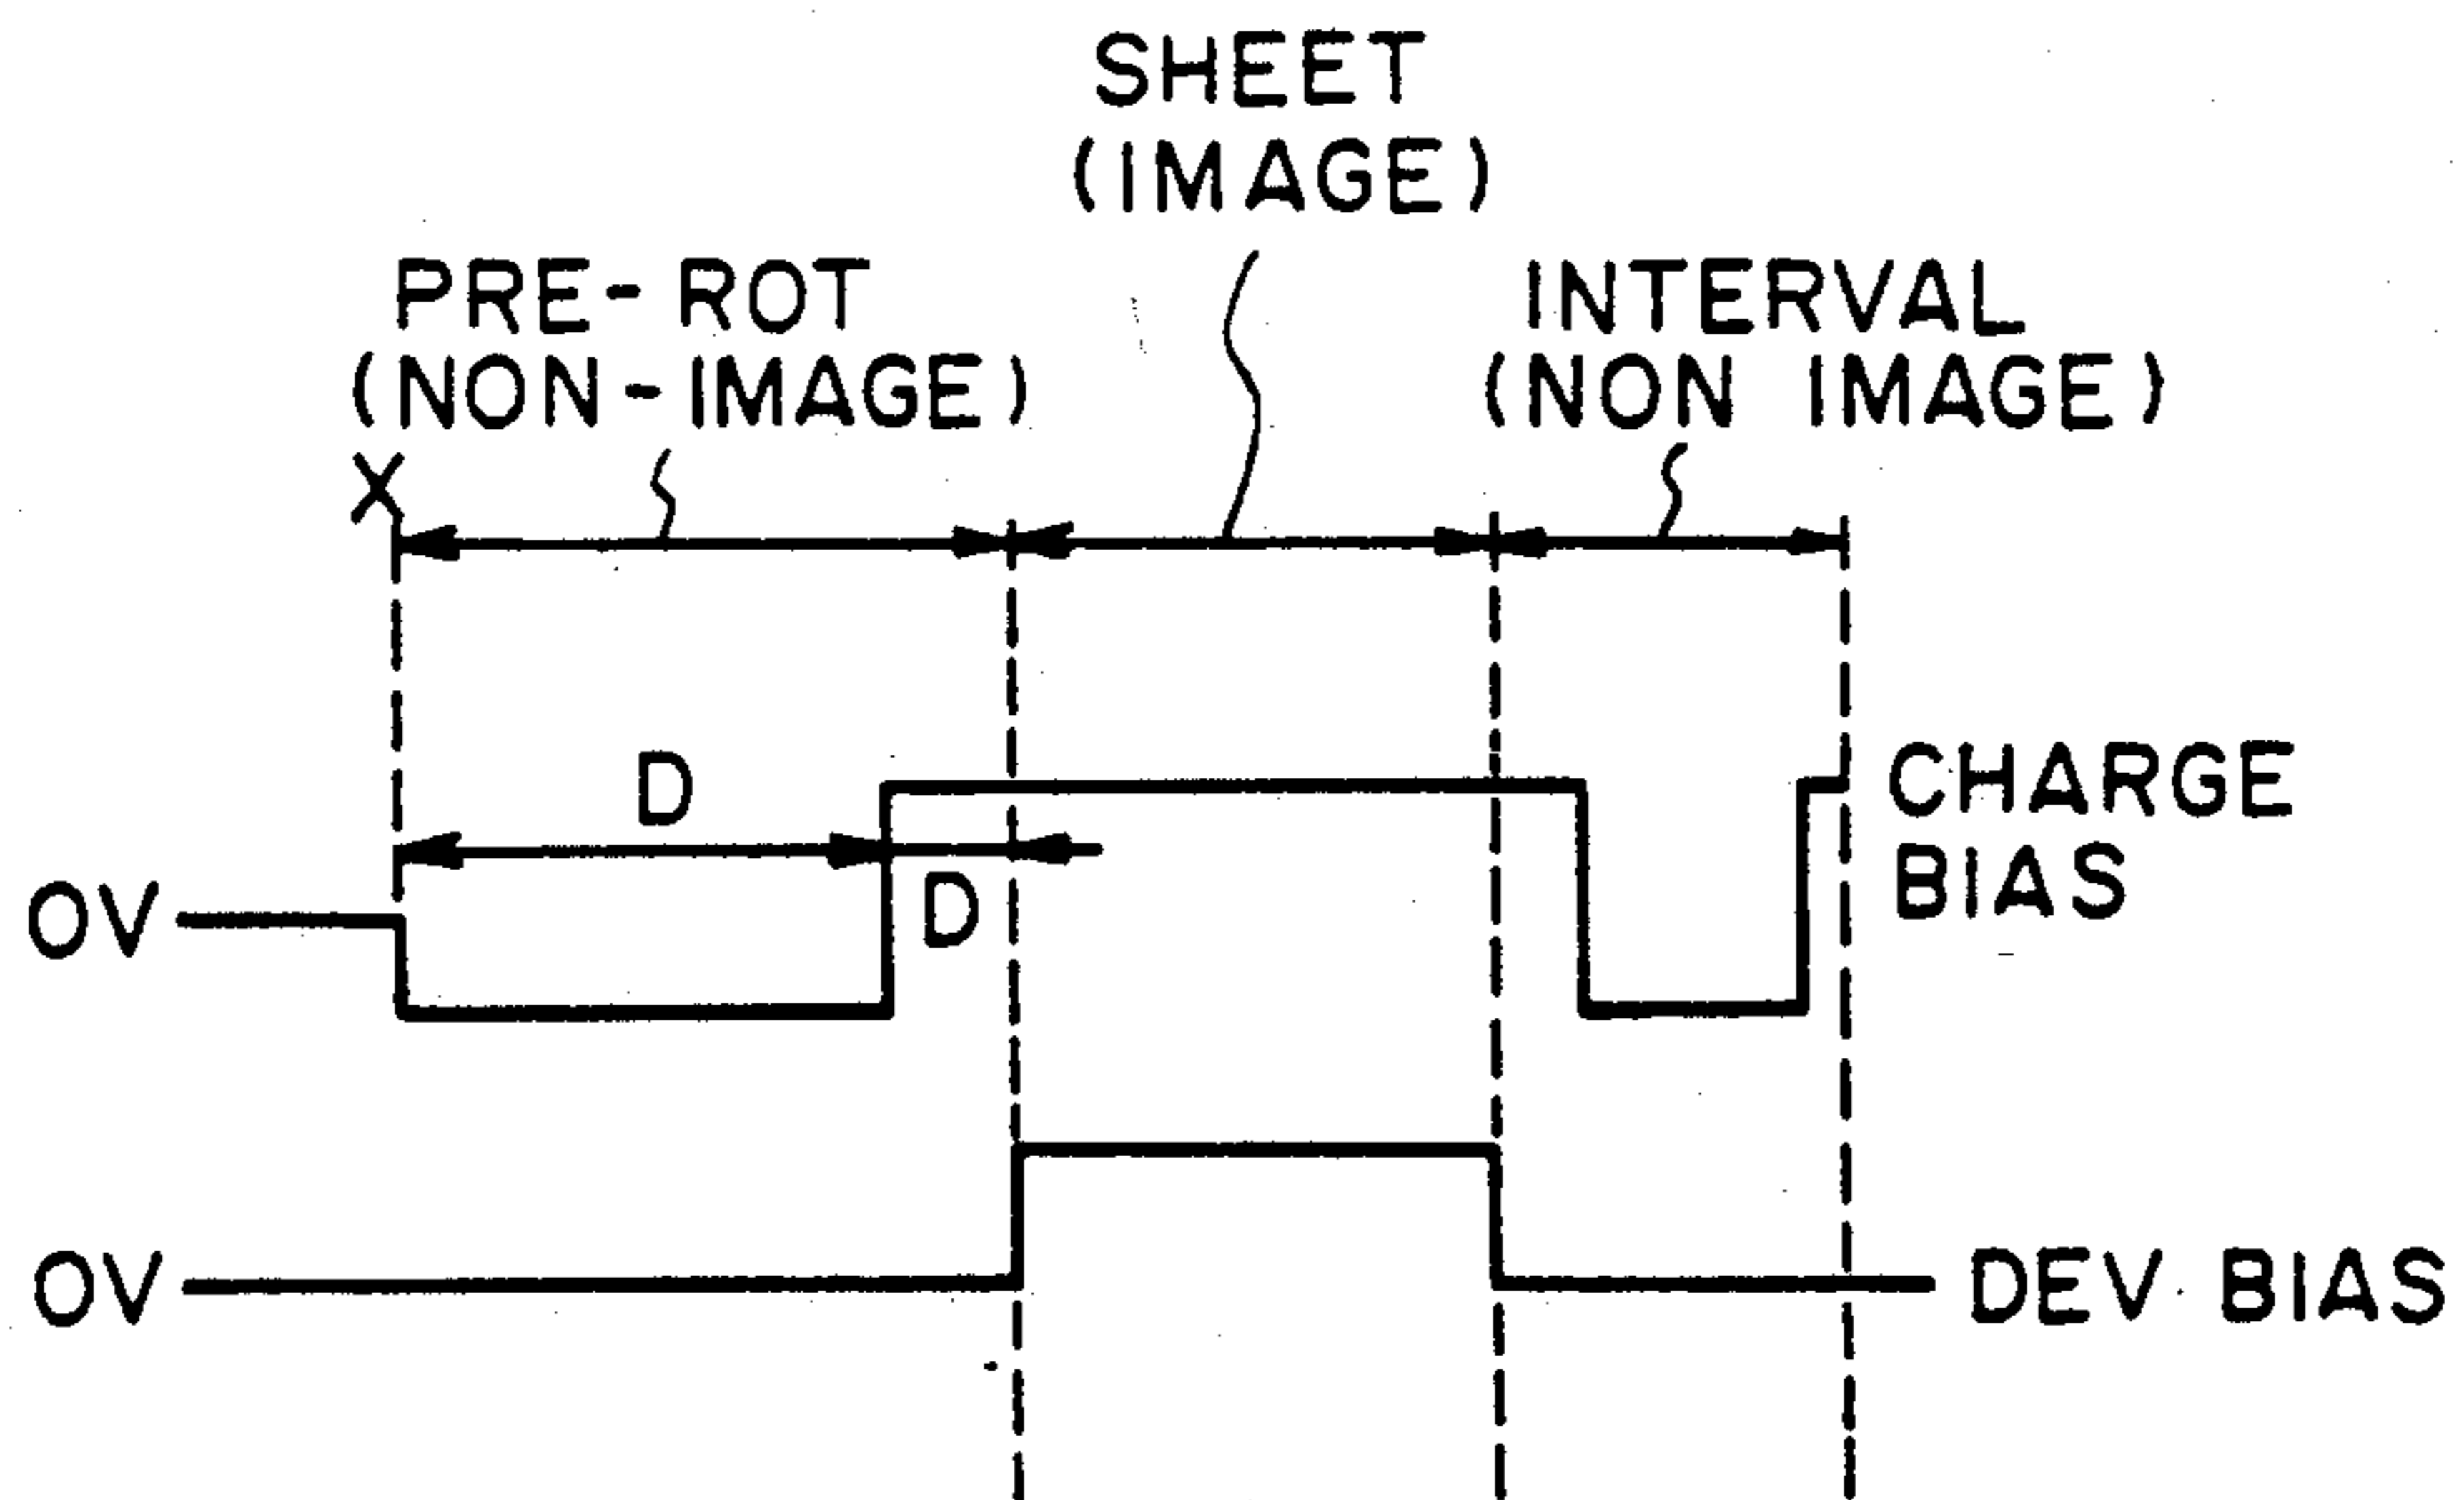 SHEET
(IMAGE)
PRE-ROT
(NON-IMAGE)
INTERVAL
(NON IMAGE)
X
D
CHARGE
BIAS
D
OV
OV
DEV. BIAS